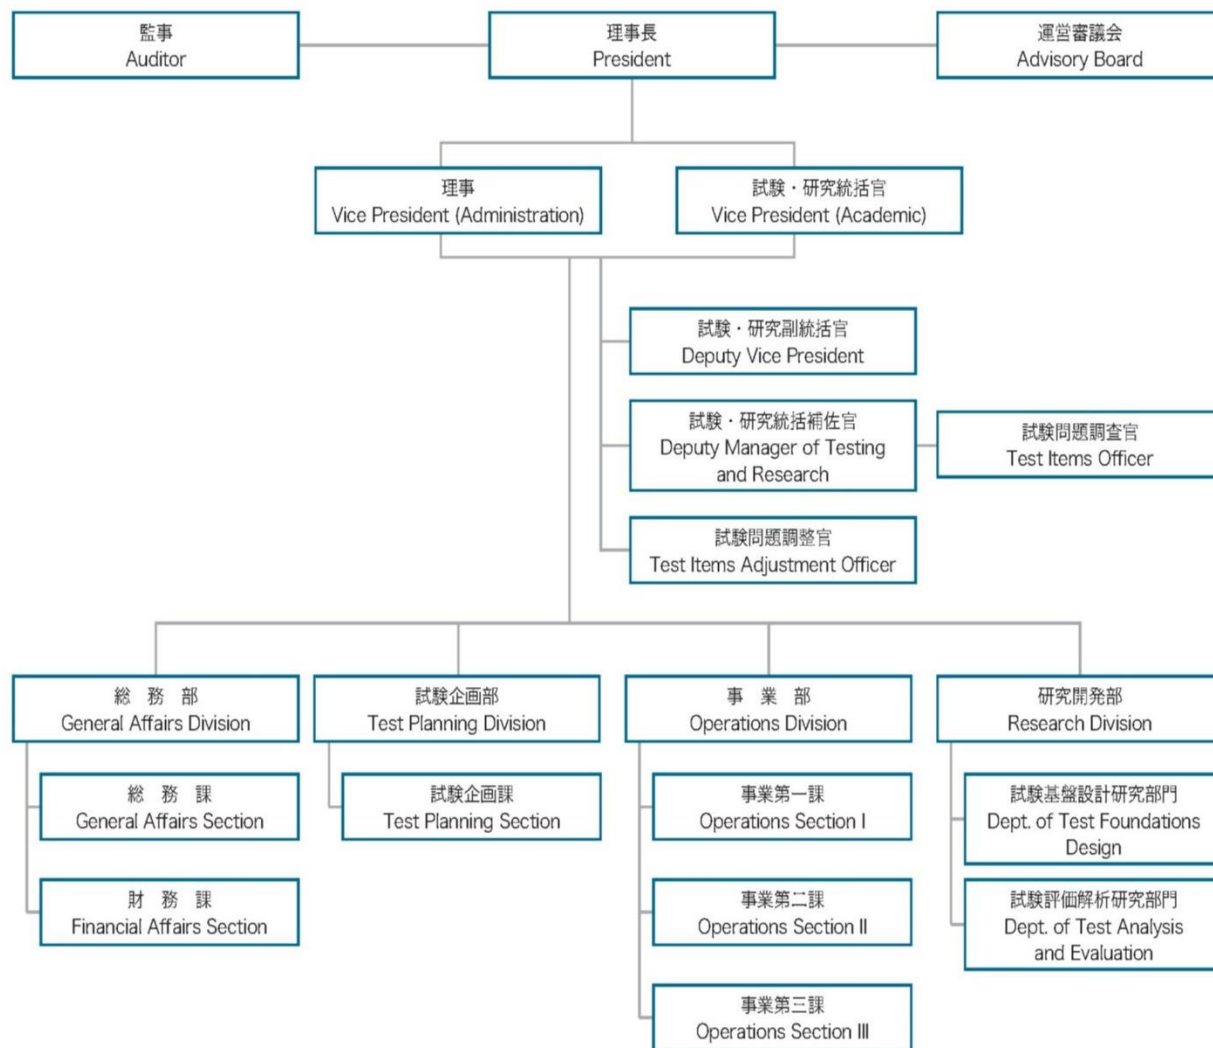 監事
Auditor
理事長
President
運営審議会
Advisory Board
理事
Vice President (Administration)
試験・研究統括官
Vice President (Academic)
試験・研究副統括官
Deputy Vice President
試験・研究統括補佐官
Deputy Manager of Testing
and Research
試験問題調査官
Test Items Officer
試験問題調整官
Test Items Adjustment Officer
総　務　部
General Affairs Division
試験企画部
Test Planning Division
事　業　部
Operations Division
研究開発部
Research Division
総　務　課
General Affairs Section
試験企画課
Test Planning Section
事業第一課
Operations Section I
試験基盤設計研究部門
Dept. of Test Foundations
Design
財　務　課
Financial Affairs Section
事業第二課
Operations Section II
試験評価解析研究部門
Dept. of Test Analysis
and Evaluation
事業第三課
Operations Section III